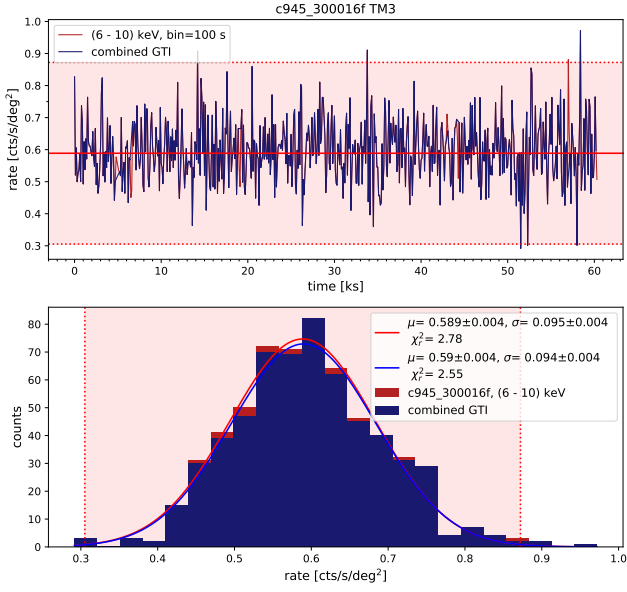 c945_300016f TM3
1.0
0.9
0.8
0.7
0.6
0.5
0.4
0.3
rate [cts/s/deg²]
(6 - 10) keV, bin=100 s
combined GTI
0 10 20 30 40 50 60
time [ks]
80
70
60
50
40
30
20
10
0
counts
μ= 0.589±0.004, σ= 0.095±0.004
χ²ᵣ= 2.78
μ= 0.59±0.004, σ= 0.094±0.004
χ²ᵣ= 2.55
c945_300016f, (6 - 10) keV
combined GTI
0.3 0.4 0.5 0.6 0.7 0.8 0.9 1.0
rate [cts/s/deg²]